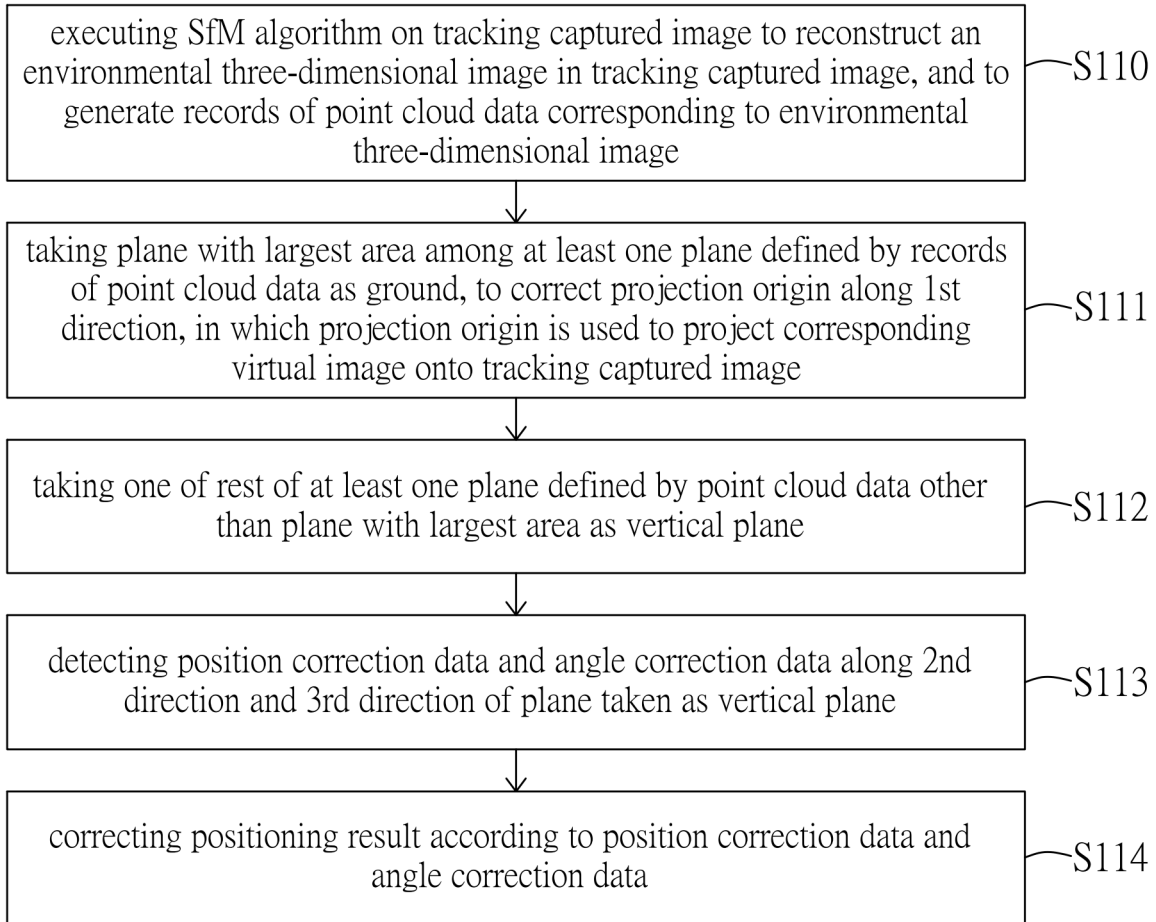 executing SfM algorithm on tracking captured image to reconstruct an
environmental three-dimensional image in tracking captured image, and to
generate records of point cloud data corresponding to environmental
three-dimensional image
S110
taking plane with largest area among at least one plane defined by records
of point cloud data as ground, to correct projection origin along 1st
direction, in which projection origin is used to project corresponding
virtual image onto tracking captured image
S111
taking one of rest of at least one plane defined by point cloud data other
than plane with largest area as vertical plane
S112
detecting position correction data and angle correction data along 2nd
direction and 3rd direction of plane taken as vertical plane
S113
correcting positioning result according to position correction data and
angle correction data
S114